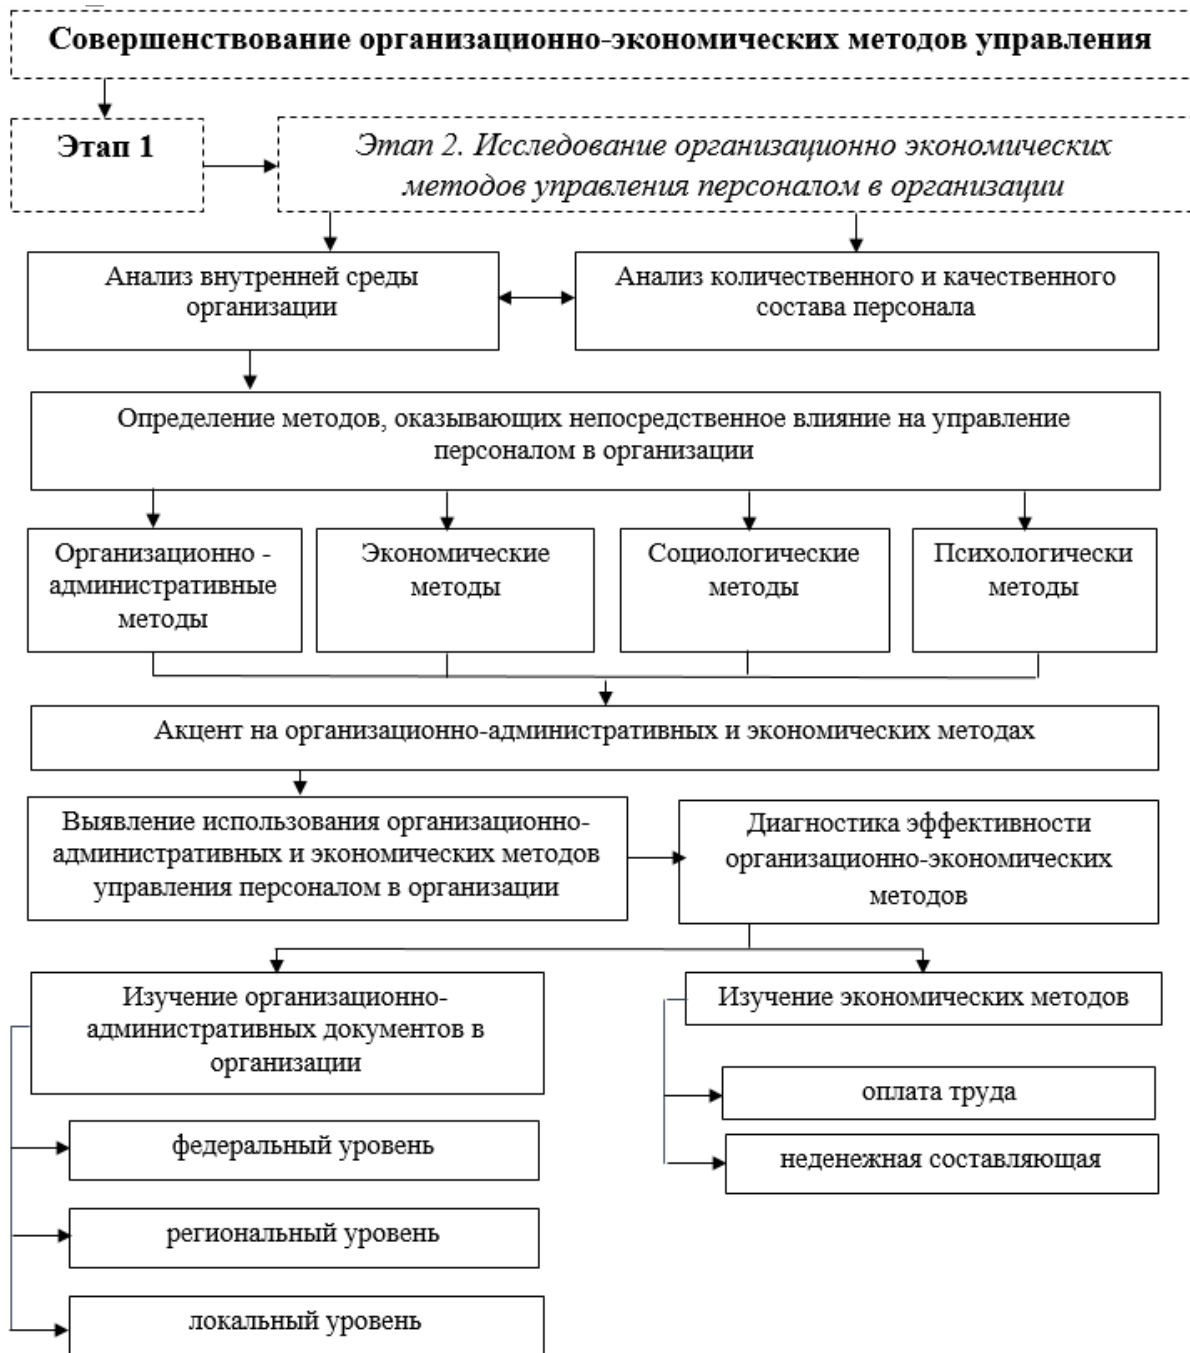 Совершенствование организационно-экономических методов управления
Этап 1
Этап 2. Исследование организационно экономических
методов управления персоналом в организации
Анализ внутренней среды
организации
Анализ количественного и качественного
состава персонала
Определение методов, оказывающих непосредственное влияние на управление
персоналом в организации
Организационно -
административные
методы
Экономические
методы
Социологические
методы
Психологически
методы
Акцент на организационно-административных и экономических методах
Выявление использования организационно-
административных и экономических методов
управления персоналом в организации
Диагностика эффективности
организационно-экономических
методов
Изучение организационно-
административных документов в
организации
Изучение экономических методов
оплата труда
неденежная составляющая
федеральный уровень
региональный уровень
локальный уровень